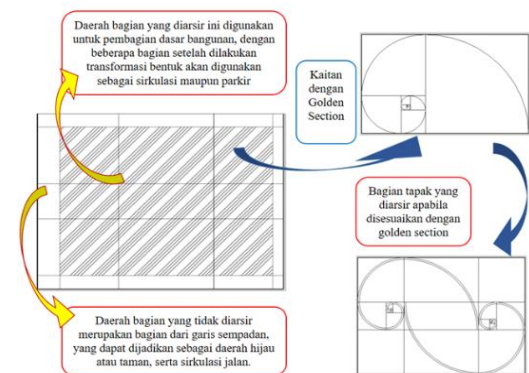 Daerah bagian yang diarsir ini digunakan
untuk pembagian dasar bangunan, dengan
beberapa bagian setelah dilakukan
transformasi bentuk akan digunakan
sebagai sirkulasi maupun parkir
Kaitan
dengan
Golden
Section
Bagian tapak yang
diarsir apabila
disesuaikan dengan
golden section
Daerah bagian yang tidak diarsir
merupakan bagian dari garis sempadan,
yang dapat dijadikan sebagai daerah hijau
atau taman, serta sirkulasi jalan.